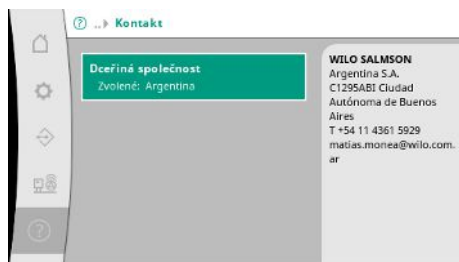 ..▸ Kontakt
Dceřiná společnost
Zvolené: Argentina
WILO SALMSON
Argentina S.A.
C1295ABI Ciudad
Autónoma de Buenos
Aires
T +54 11 4361 5929
matias.monea@wilo.com.
ar